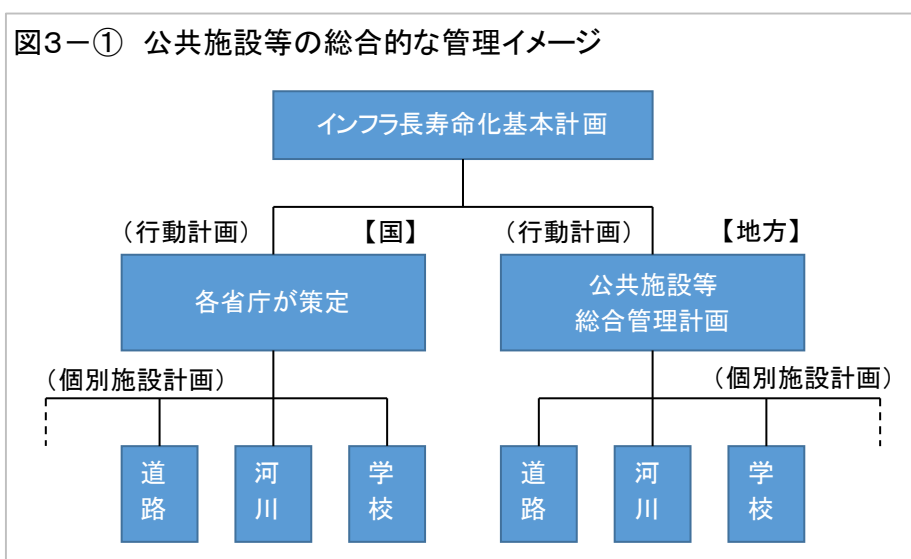 図3-① 公共施設等の総合的な管理イメージ
インフラ長寿命化基本計画
（行動計画） 【国】 （行動計画） 【地方】
各省庁が策定
公共施設等
総合管理計画
（個別施設計画） （個別施設計画）
道路
河川
学校
道路
河川
学校